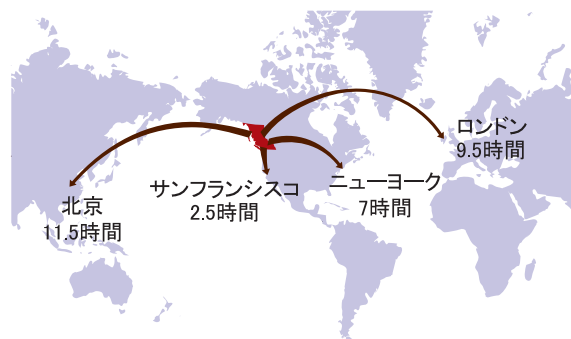 ロンドン
9.5時間
サンフランシスコ
2.5時間
ニューヨーク
7時間
北京
11.5時間